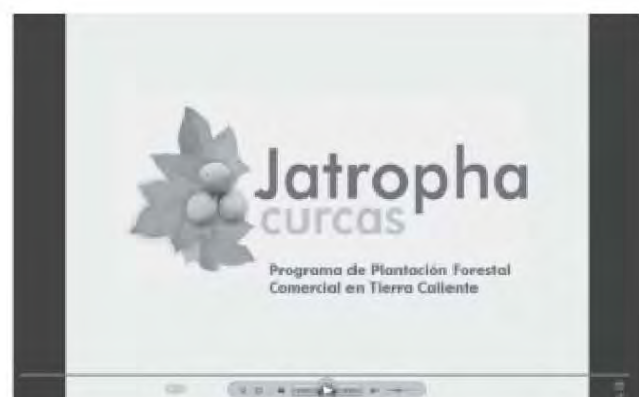 Jatropha
curcas
Programa de Plantación Forestal
Comercial en Tierra Caliente